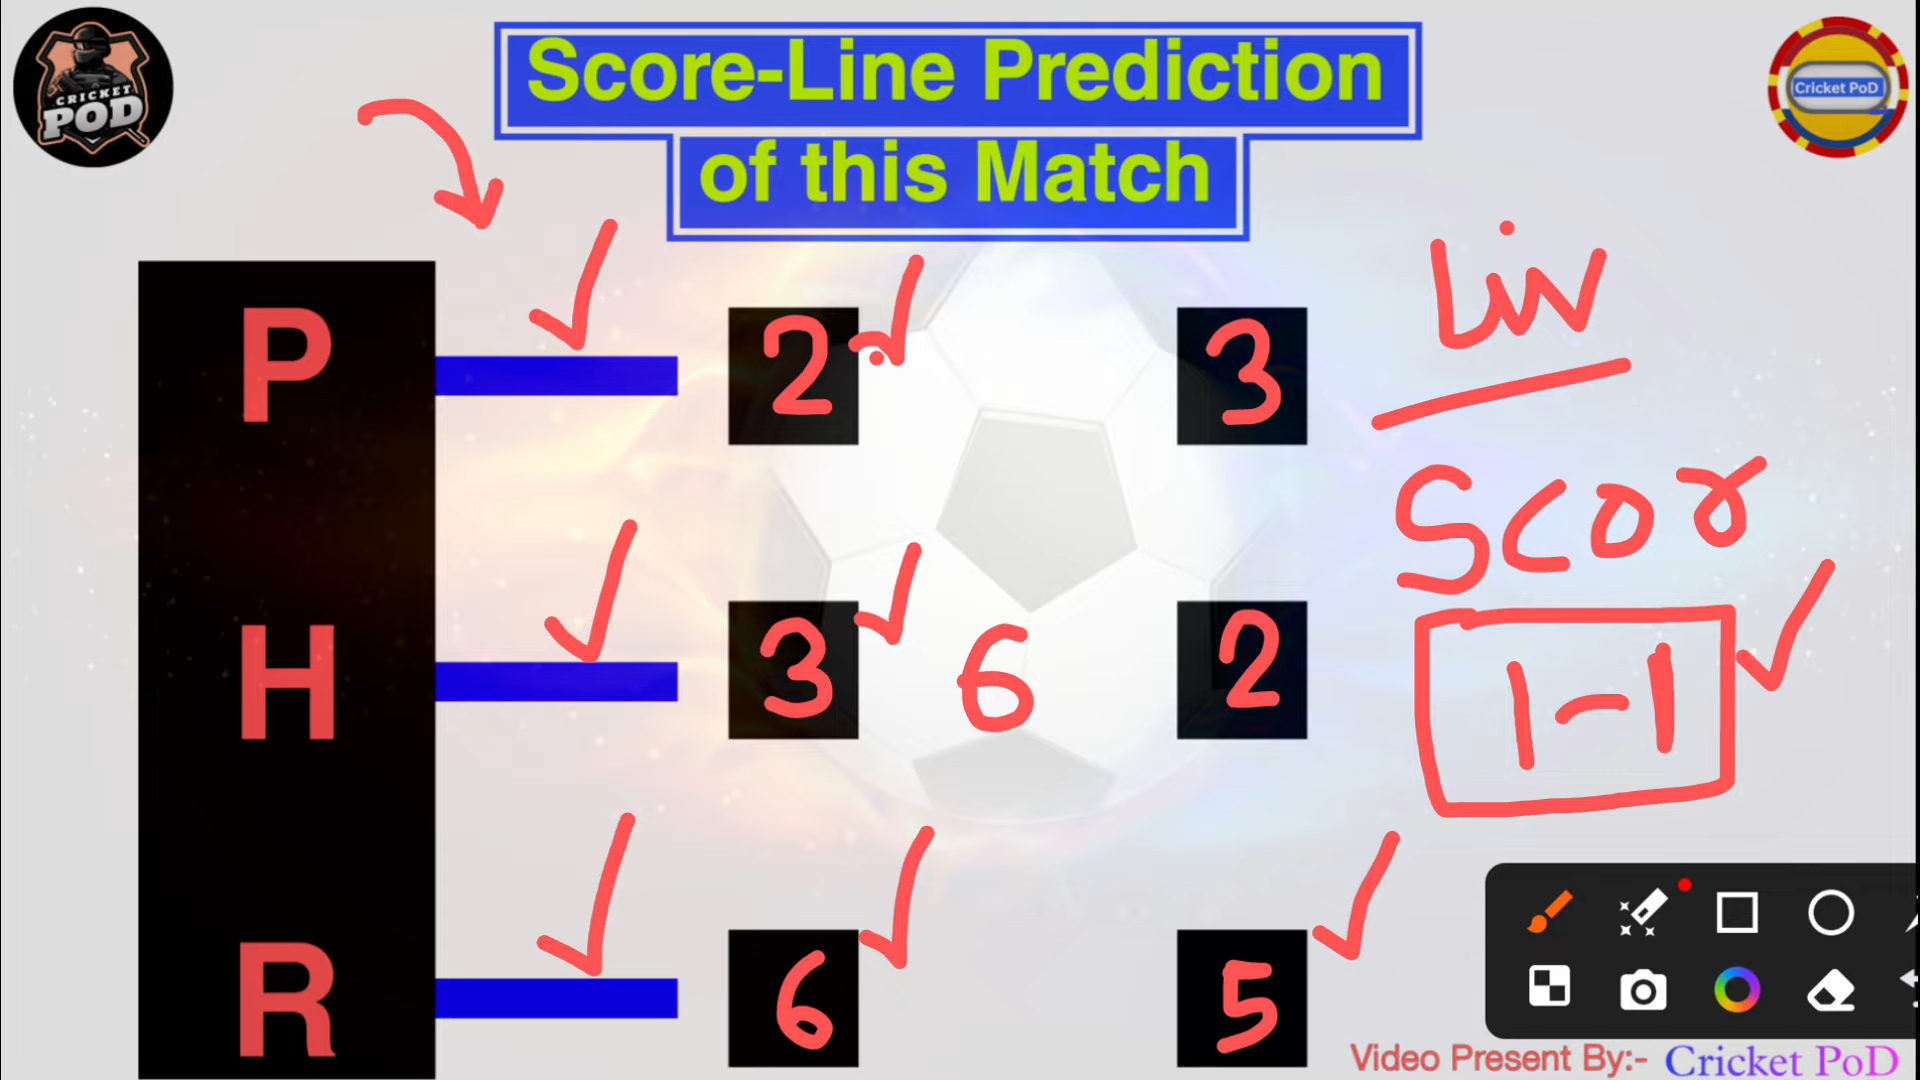 CRICKET
POD
Score-Line Prediction
of this Match
Cricket PoD
P 2 3
Liv
Scor
H 3 6 2
1-1
R 6 5
Video Present By:- Cricket PoD